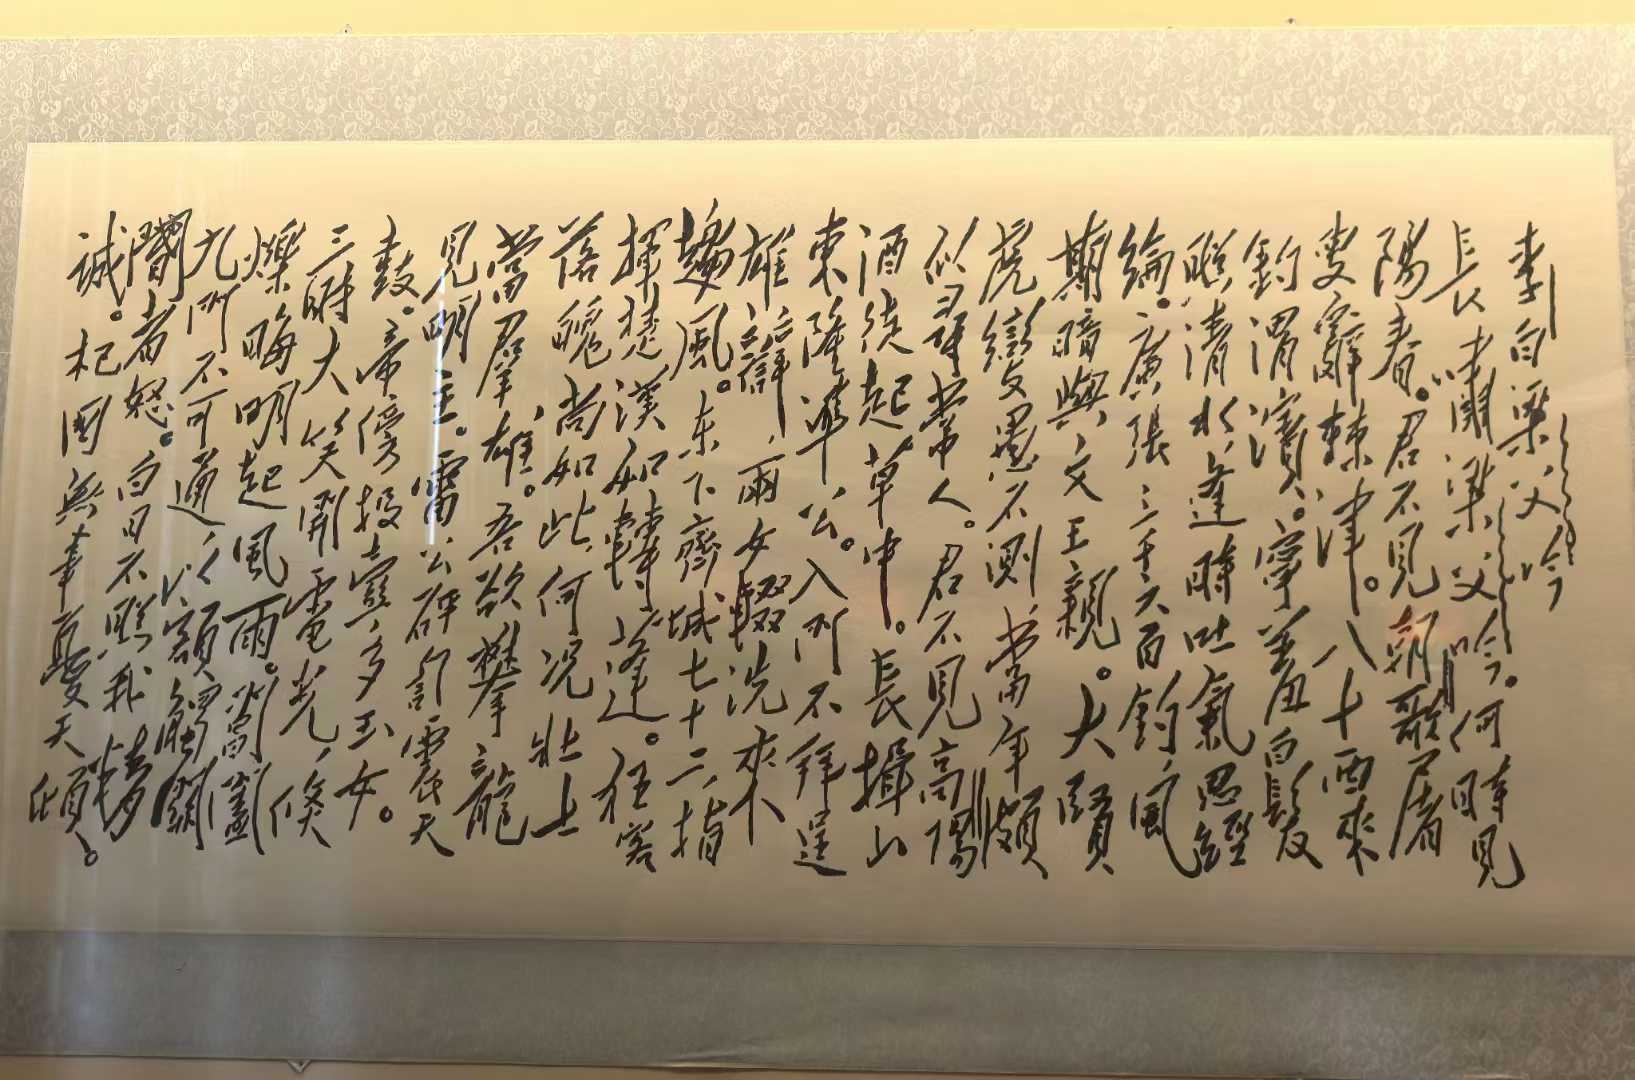 李白梁父吟
長嘯梁父吟。何時見
陽春。君不見朝歌屠
叟辭棘津。八十西來
釣渭濱。寧羞白髮
照清水,逢時吐氣思經
綸。廣張三千六百釣,風
期暗與文王親。大賢
虎變愚不測,當年頗
似尋常人。君不見高陽
酒徒起草中。長揖山
東隆準公。入門不拜逞
雄辯,兩女輟洗來
趨風。东下齊城七十二,指
揮楚漢如轉蓬。狂客
落魄尚如此,何况壯士
當羣雄。吾欲攀龍
見明主。雷公砰訇震天
鼓。帝傍投壺多玉女。
三時大笑開電光,倏
爍晦明起風雨。閶闔
九門不可通,以額觸關
閽者怒。白日不照我精
誠。杞国無事憂天傾。